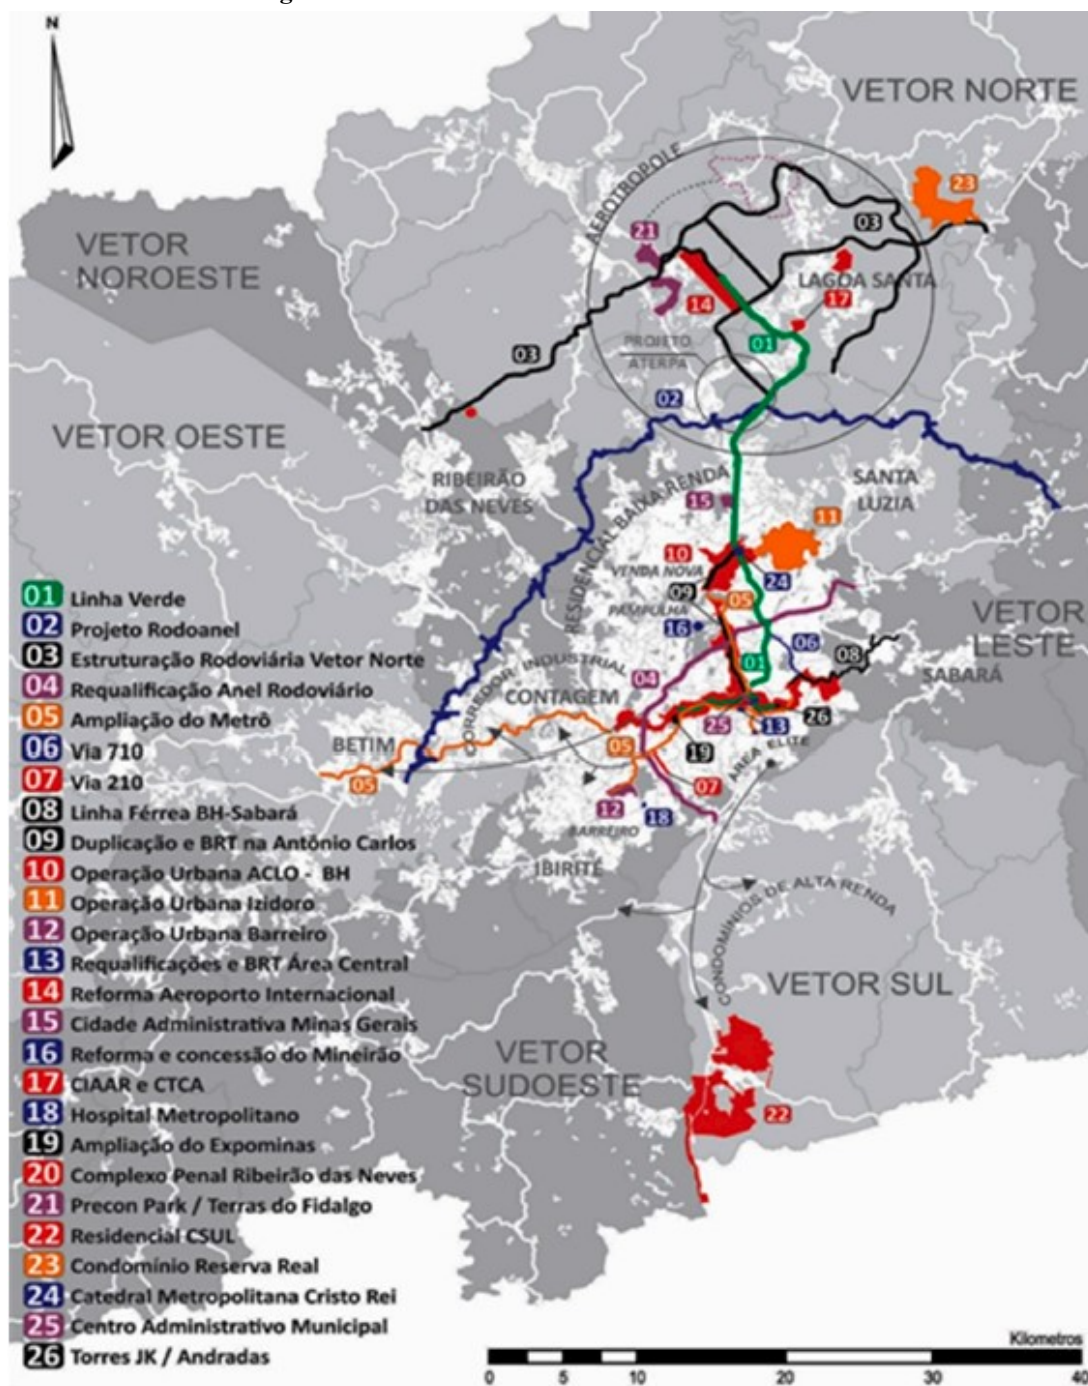 N
VETOR NORTE
AEROTROPOLE
23
03
21
VETOR
NOROESTE
LAGOA SANTA
17
14
01
PROJETO
ATERPA
03
02
VETOR OESTE
RIBEIRÃO
DAS NEVES
RESIDENCIAL BAIXA RENDA
SANTA
LUZIA
15
11
10
VENDA NOVA
24
09
05
PAMPULHA
16
06
VETOR
LESTE
08
01
SABARÁ
04
CORREDOR INDUSTRIAL
CONTAGEM
25
13
26
BETIM
05
19
ÁREA ELITE
05
07
12
18
BARREIRO
IBIRITÉ
CONDOMÍNIOS DE ALTA RENDA
VETOR SUL
VETOR
SUDOESTE
22
01 Linha Verde
02 Projeto Rodoanel
03 Estruturação Rodoviária Vetor Norte
04 Requalificação Anel Rodoviário
05 Ampliação do Metrô
06 Via 710
07 Via 210
08 Linha Férrea BH-Sabará
09 Duplicação e BRT na Antônio Carlos
10 Operação Urbana ACLO - BH
11 Operação Urbana Izidoro
12 Operação Urbana Barreiro
13 Requalificações e BRT Área Central
14 Reforma Aeroporto Internacional
15 Cidade Administrativa Minas Gerais
16 Reforma e concessão do Mineirão
17 CIAAR e CTCA
18 Hospital Metropolitano
19 Ampliação do Expominas
20 Complexo Penal Ribeirão das Neves
21 Precon Park / Terras do Fidalgo
22 Residencial CSUL
23 Condomínio Reserva Real
24 Catedral Metropolitana Cristo Rei
25 Centro Administrativo Municipal
26 Torres JK / Andradas
Kilometros
0 5 10 20 30 40